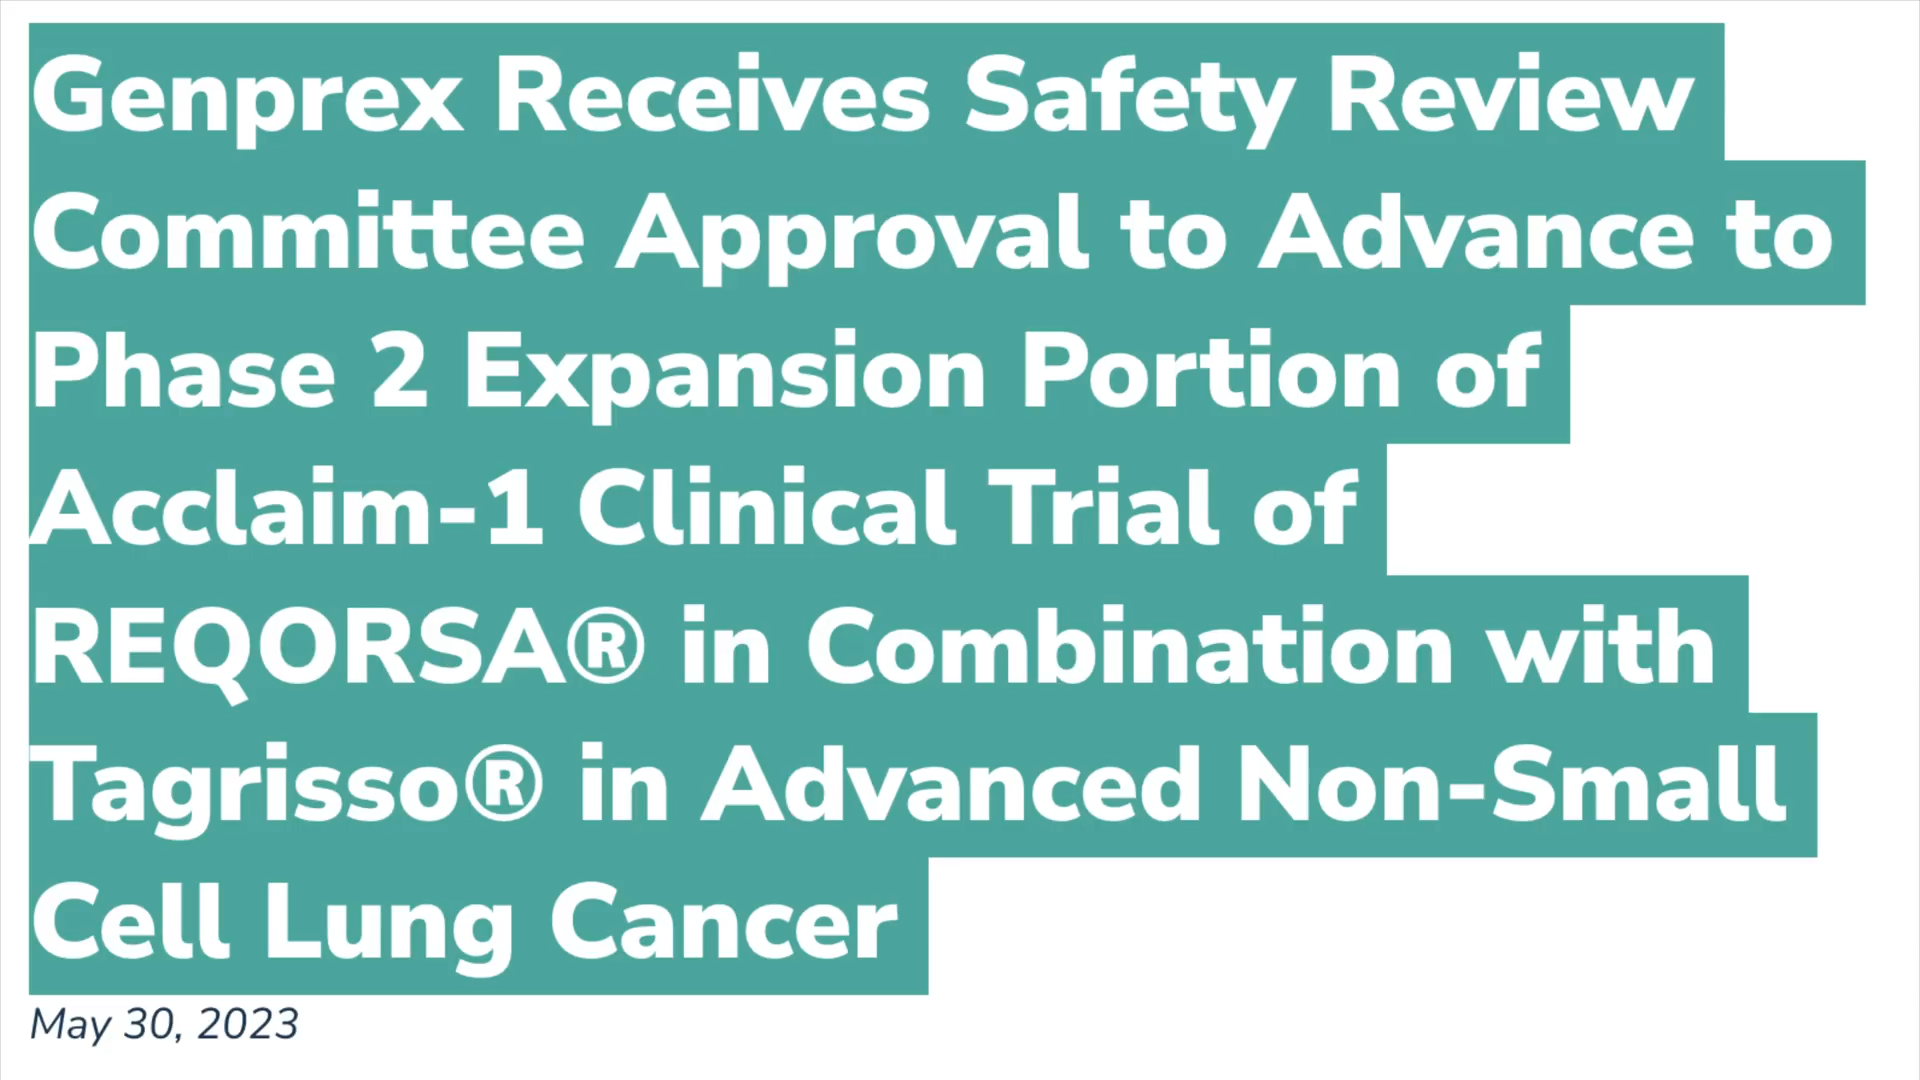 Genprex Receives Safety Review
Committee Approval to Advance to
Phase 2 Expansion Portion of
Acclaim-1 Clinical Trial of
REQORSA® in Combination with
Tagrisso® in Advanced Non-Small
Cell Lung Cancer
May 30, 2023